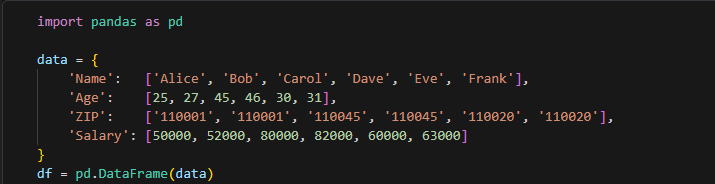 import pandas as pd
data = {
    'Name':   ['Alice', 'Bob', 'Carol', 'Dave', 'Eve', 'Frank'],
    'Age':    [25, 27, 45, 46, 30, 31],
    'ZIP':    ['110001', '110001', '110045', '110045', '110020', '110020'],
    'Salary': [50000, 52000, 80000, 82000, 60000, 63000]
}
df = pd.DataFrame(data)